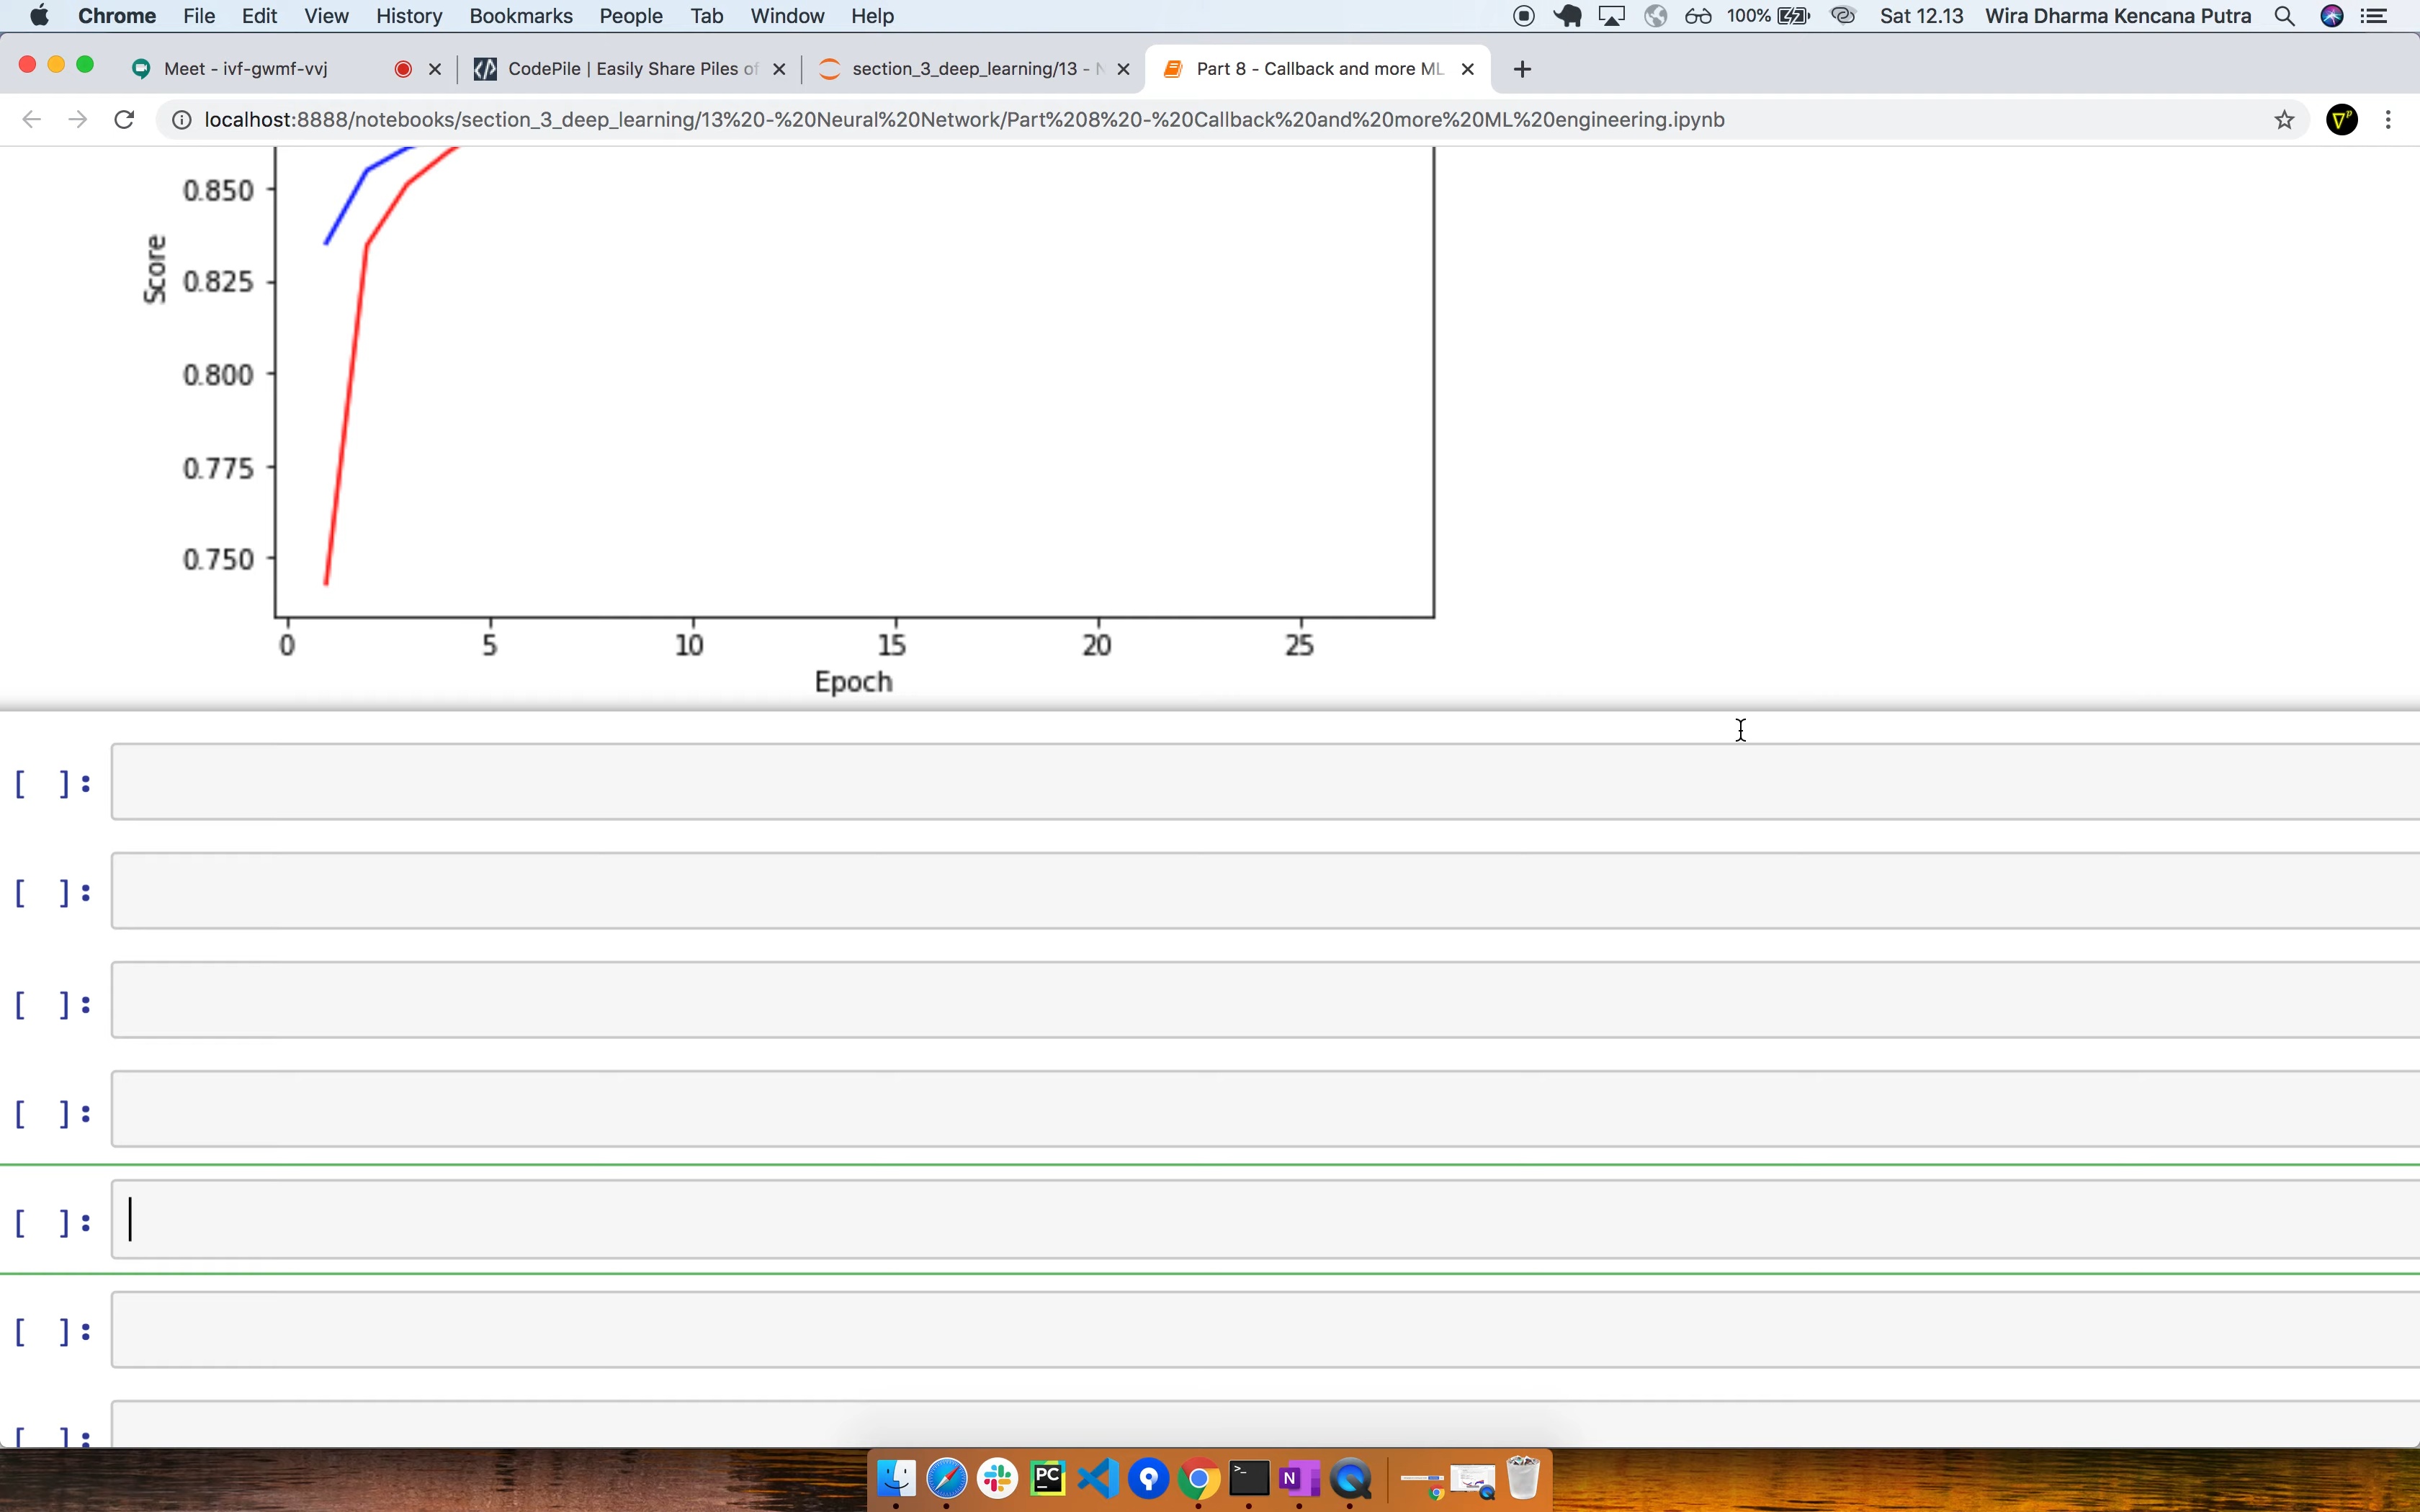 Chrome File Edit View History Bookmarks People Tab Window Help 100% Sat 12.13 Wira Dharma Kencana Putra
Meet - ivf-gwmf-vvj CodePile | Easily Share Piles of section_3_deep_learning/13 - N Part 8 - Callback and more ML
localhost:8888/notebooks/section_3_deep_learning/13%20-%20Neural%20Network/Part%208%20-%20Callback%20and%20more%20ML%20engineering.ipynb
0.850
Score
0.825
0.800
0.775
0.750
0 5 10 15 20 25
Epoch
[ ]:
[ ]:
[ ]:
[ ]:
[ ]:
[ ]:
[ ]:
PC >_ N